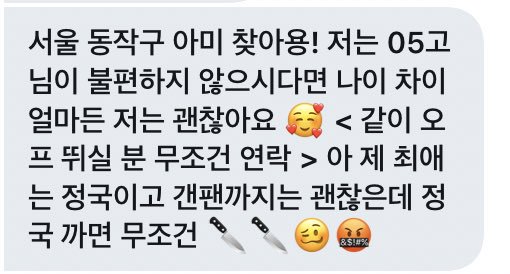 서울 동작구 아미 찾아용! 저는 05고
님이 불편하지 않으시다면 나이 차이
얼마든 저는 괜찮아요 🥰 < 같이 오
프 뛰실 분 무조건 연락 > 아 제 최애
는 정국이고 갠팬까지는 괜찮은데 정
국 까면 무조건 🔪🔪🥴🤬